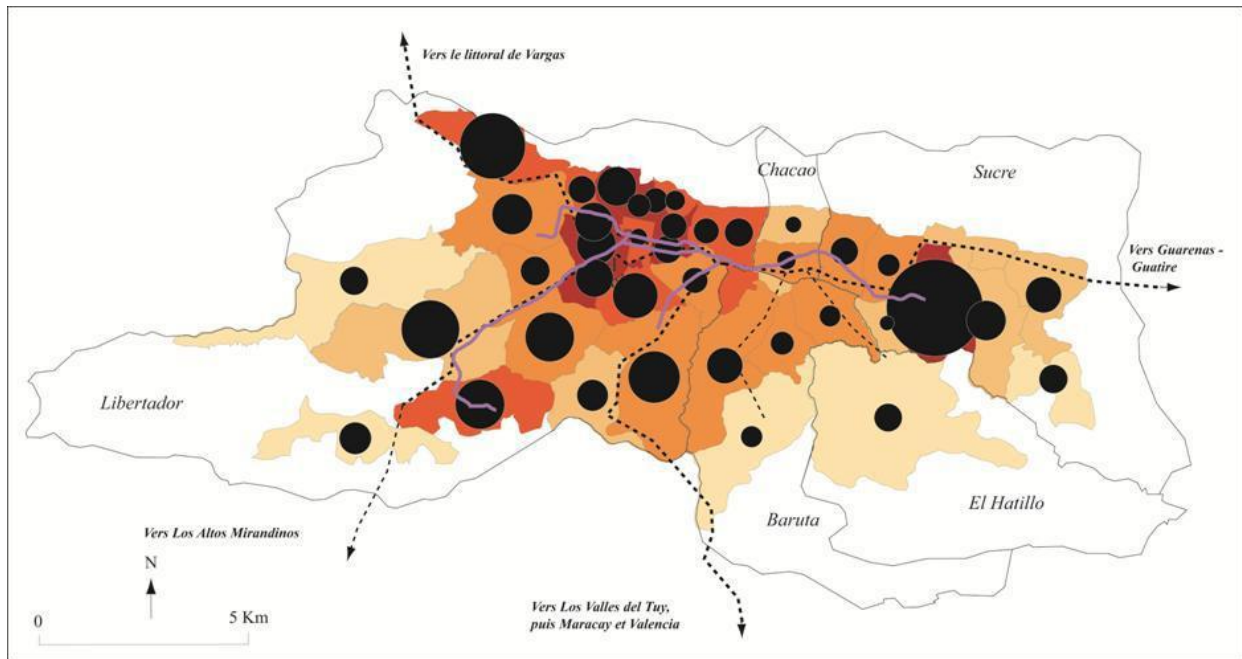 Vers le littoral de Vargas
Chacao
Sucre
Vers Guarenas -
Guatire
Libertador
El Hatillo
Baruta
Vers Los Altos Mirandinos
N
0
5 Km
Vers Los Valles del Tuy,
puis Maracay et Valencia